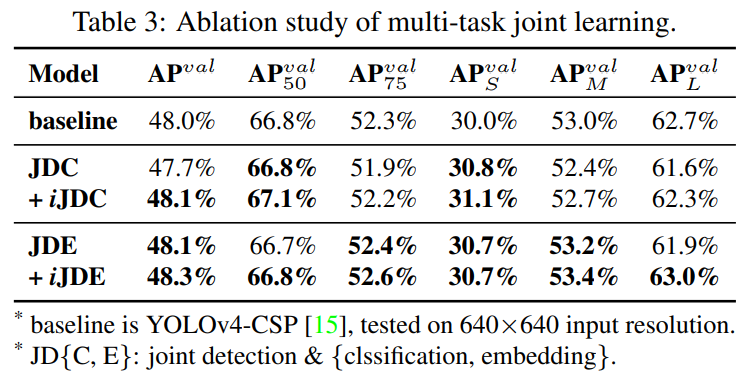 Table 3: Ablation study of multi-task joint learning.
Model AP^val AP^val_50 AP^val_75 AP^val_S AP^val_M AP^val_L
baseline 48.0% 66.8% 52.3% 30.0% 53.0% 62.7%
JDC 47.7% 66.8% 51.9% 30.8% 52.4% 61.6%
+ iJDC 48.1% 67.1% 52.2% 31.1% 52.7% 62.3%
JDE 48.1% 66.7% 52.4% 30.7% 53.2% 61.9%
+ iJDE 48.3% 66.8% 52.6% 30.7% 53.4% 63.0%
* baseline is YOLOv4-CSP [15], tested on 640×640 input resolution.
* JD{C, E}: joint detection & {clssification, embedding}.